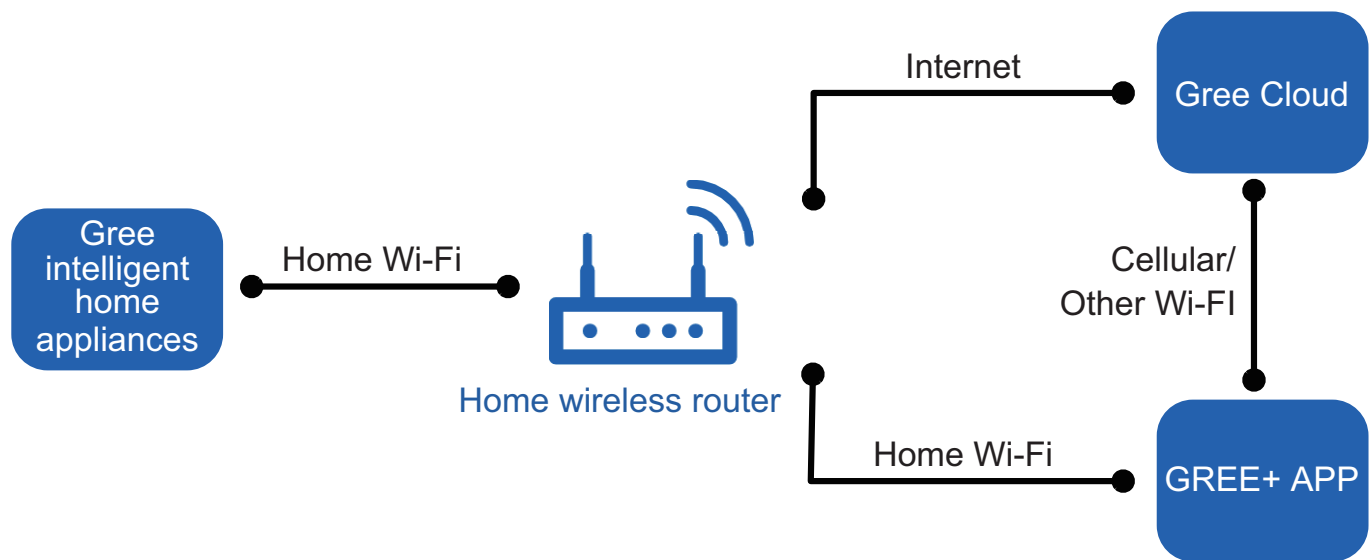 Internet
Gree Cloud
Gree
intelligent
home
appliances
Home Wi-Fi
Cellular/
Other Wi-FI
Home wireless router
Home Wi-Fi
GREE+ APP